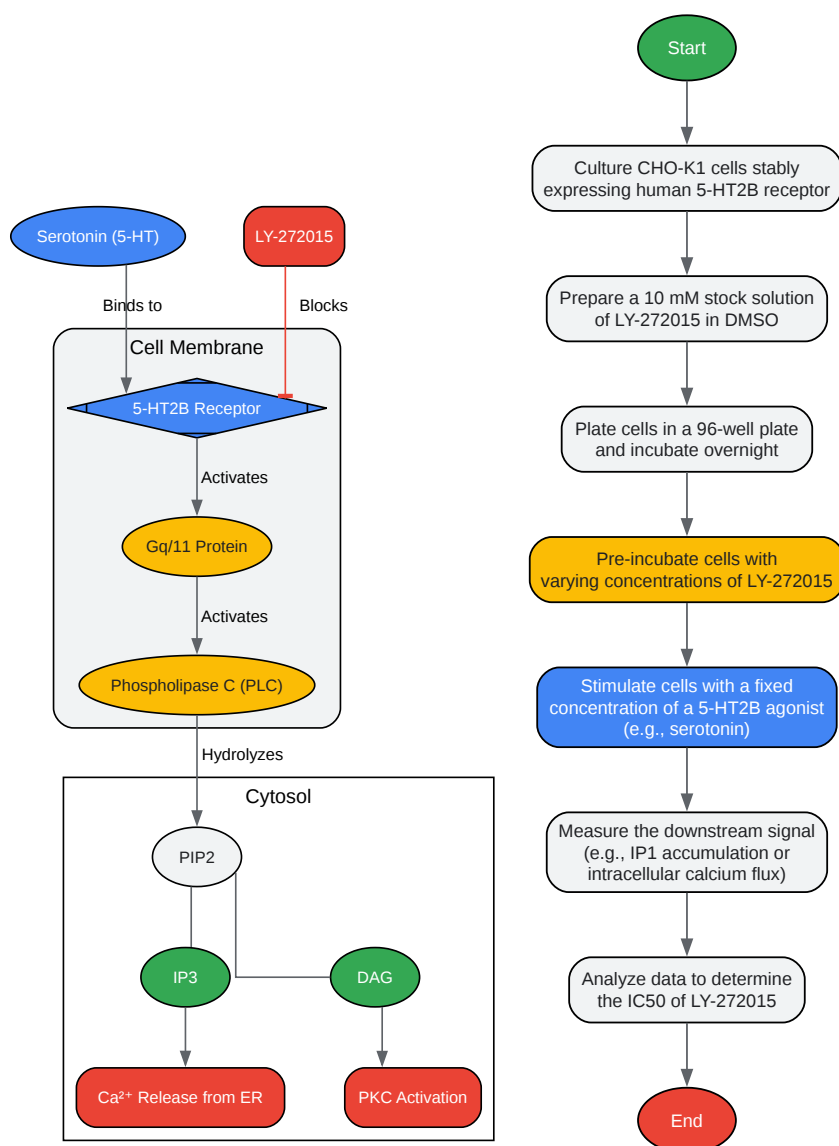 Serotonin (5-HT)
LY-272015
Binds to
Blocks
Cell Membrane
5-HT2B Receptor
Activates
Gq/11 Protein
Activates
Phospholipase C (PLC)
Hydrolyzes
Cytosol
PIP2
IP3
DAG
Ca²⁺ Release from ER
PKC Activation
Start
Culture CHO-K1 cells stably
expressing human 5-HT2B receptor
Prepare a 10 mM stock solution
of LY-272015 in DMSO
Plate cells in a 96-well plate
and incubate overnight
Pre-incubate cells with
varying concentrations of LY-272015
Stimulate cells with a fixed
concentration of a 5-HT2B agonist
(e.g., serotonin)
Measure the downstream signal
(e.g., IP1 accumulation or
intracellular calcium flux)
Analyze data to determine
the IC50 of LY-272015
End